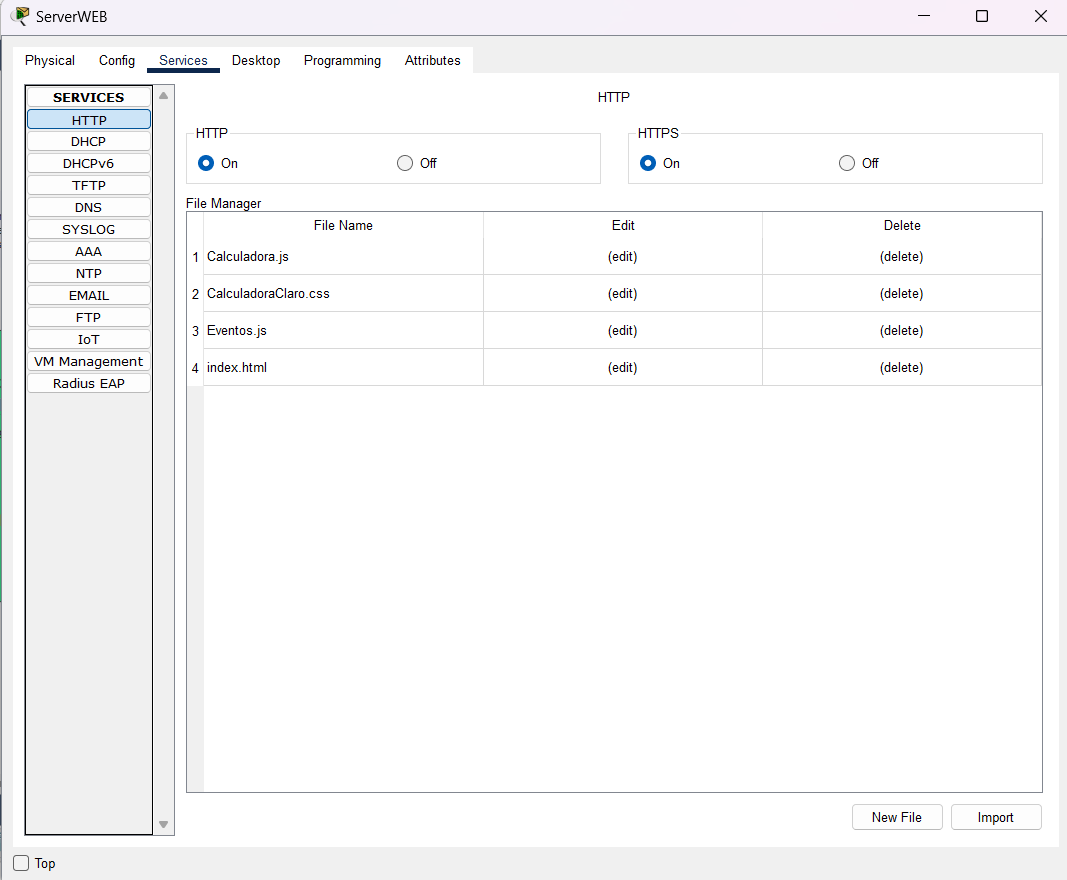 ServerWEB
Physical Config Services Desktop Programming Attributes
SERVICES
HTTP
DHCP
DHCPv6
TFTP
DNS
SYSLOG
AAA
NTP
EMAIL
FTP
IoT
VM Management
Radius EAP
HTTP
HTTP
On Off
HTTPS
On Off
File Manager
File Name Edit Delete
1 Calculadora.js (edit) (delete)
2 CalculadoraClaro.css (edit) (delete)
3 Eventos.js (edit) (delete)
4 index.html (edit) (delete)
New File Import
Top